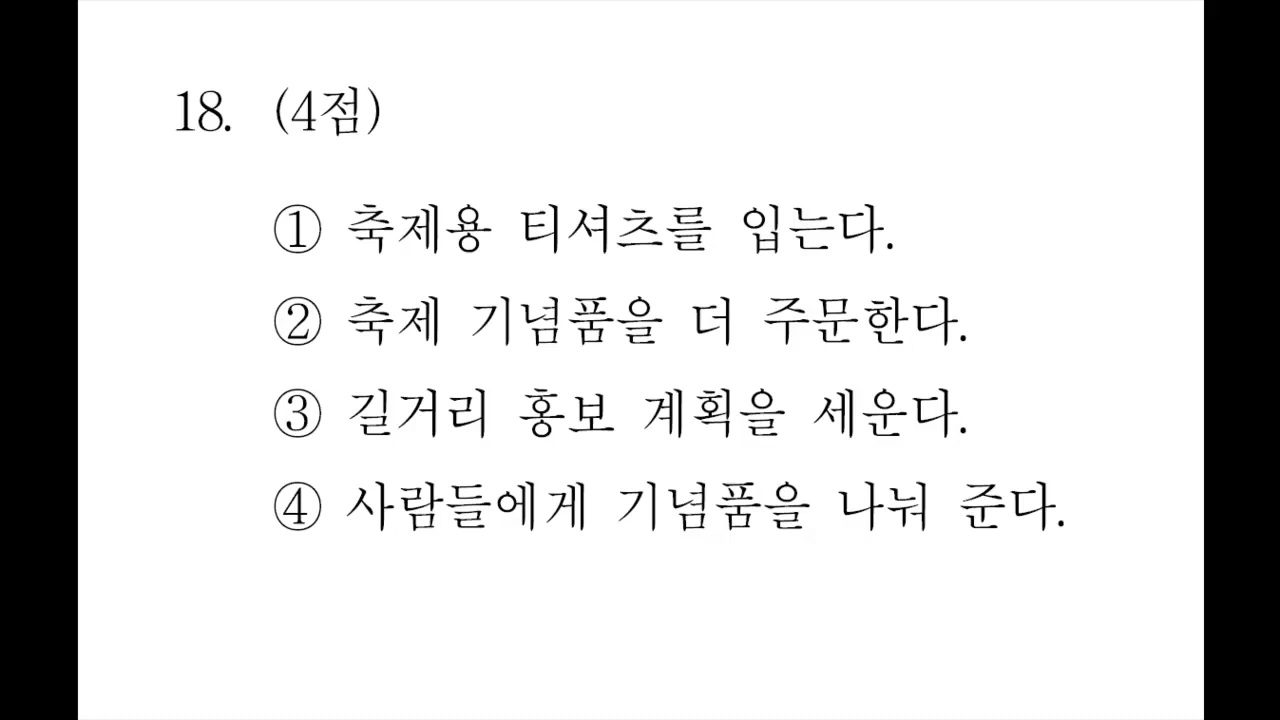 18. (4점)
① 축제용 티셔츠를 입는다.
② 축제 기념품을 더 주문한다.
③ 길거리 홍보 계획을 세운다.
④ 사람들에게 기념품을 나눠 준다.